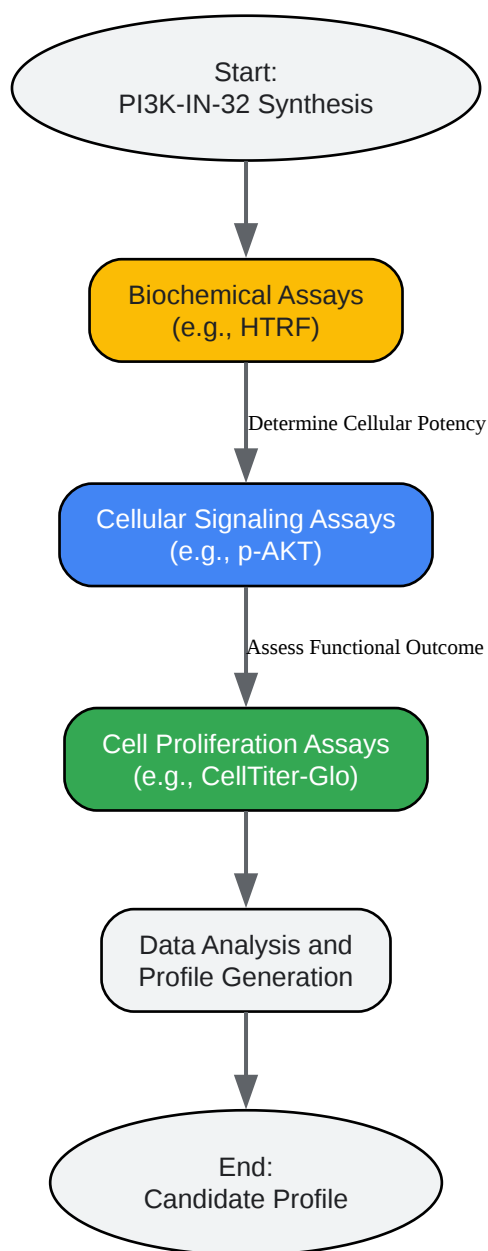 Start:
PI3K-IN-32 Synthesis
Biochemical Assays
(e.g., HTRF)
Determine Cellular Potency
Cellular Signaling Assays
(e.g., p-AKT)
Assess Functional Outcome
Cell Proliferation Assays
(e.g., CellTiter-Glo)
Data Analysis and
Profile Generation
End:
Candidate Profile